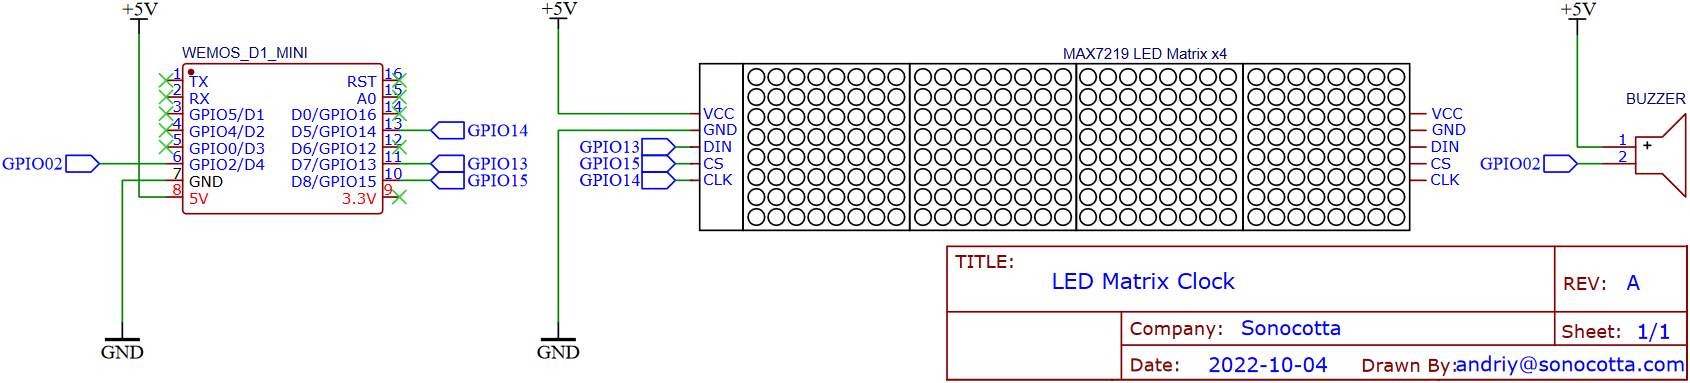 +5V
WEMOS_D1_MINI
1 TX
2 RX
3 GPIO5/D1
4 GPIO4/D2
5 GPIO0/D3
6 GPIO2/D4
7 GND
8 5V
RST 16
A0 15
D0/GPIO16 14
D5/GPIO14 13
D6/GPIO12 12
D7/GPIO13 11
D8/GPIO15 10
3.3V 9
GPIO02
GPIO14
GPIO13
GPIO15
GND
+5V
MAX7219 LED Matrix x4
VCC
GND
DIN
CS
CLK
GPIO13
GPIO15
GPIO14
VCC
GND
DIN
CS
CLK
GND
+5V
BUZZER
1 +
2
GPIO02
TITLE:
LED Matrix Clock
REV: A
Company: Sonocotta
Sheet: 1/1
Date: 2022-10-04 Drawn By: andriy@sonocotta.com